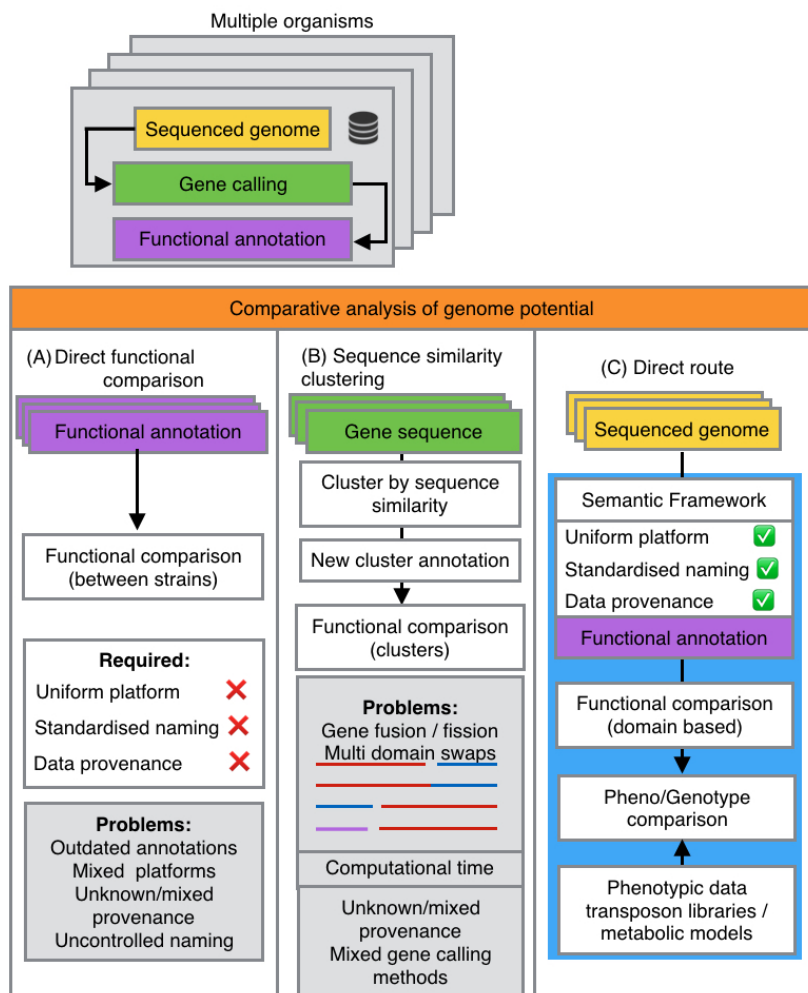 Multiple organisms
Sequenced genome
Gene calling
Functional annotation
Comparative analysis of genome potential
(A) Direct functional
comparison
Functional annotation
Functional comparison
(between strains)
Required:
Uniform platform
Standardised naming
Data provenance
Problems:
Outdated annotations
Mixed platforms
Unknown/mixed
provenance
Uncontrolled naming
(B) Sequence similarity
clustering
Gene sequence
Cluster by sequence
similarity
New cluster annotation
Functional comparison
(clusters)
Problems:
Gene fusion / fission
Multi domain swaps
Computational time
Unknown/mixed
provenance
Mixed gene calling
methods
(C) Direct route
Sequenced genome
Semantic Framework
Uniform platform
Standardised naming
Data provenance
Functional annotation
Functional comparison
(domain based)
Pheno/Genotype
comparison
Phenotypic data
transposon libraries /
metabolic models